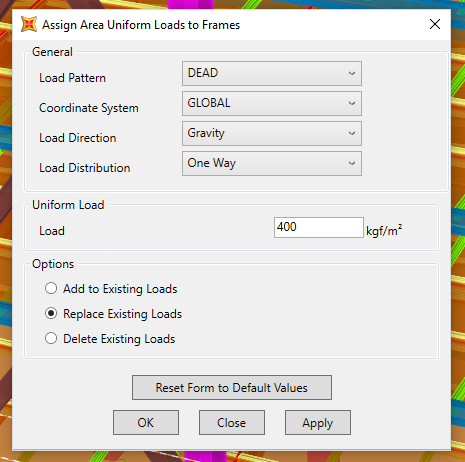 Assign Area Uniform Loads to Frames
General
Load Pattern DEAD
Coordinate System GLOBAL
Load Direction Gravity
Load Distribution One Way
Uniform Load
Load 400 kgf/m²
Options
Add to Existing Loads
Replace Existing Loads
Delete Existing Loads
Reset Form to Default Values
OK Close Apply